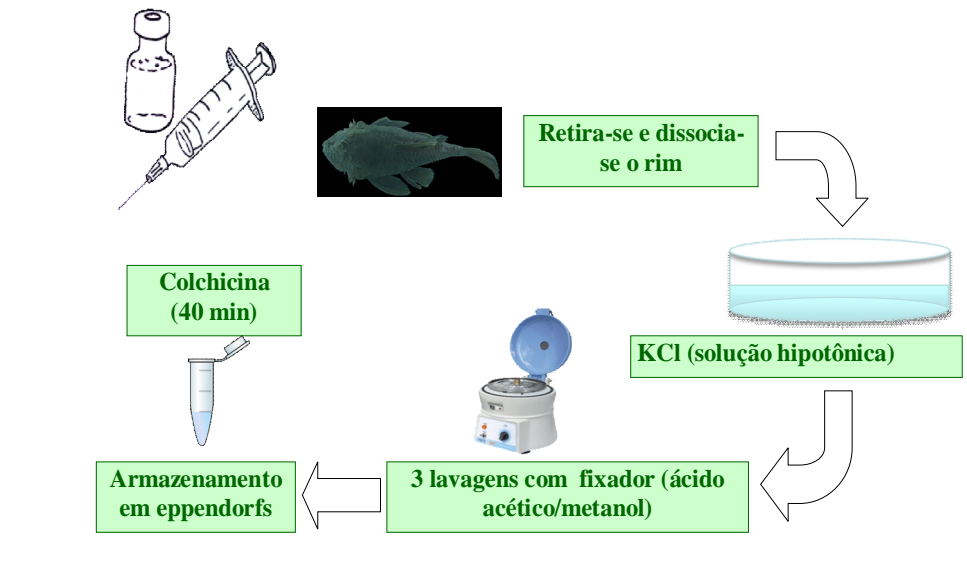 Retira-se e dissocia-
se o rim
Colchicina
(40 min)
KCl (solução hipotônica)
3 lavagens com fixador (ácido
acético/metanol)
Armazenamento
em eppendorfs